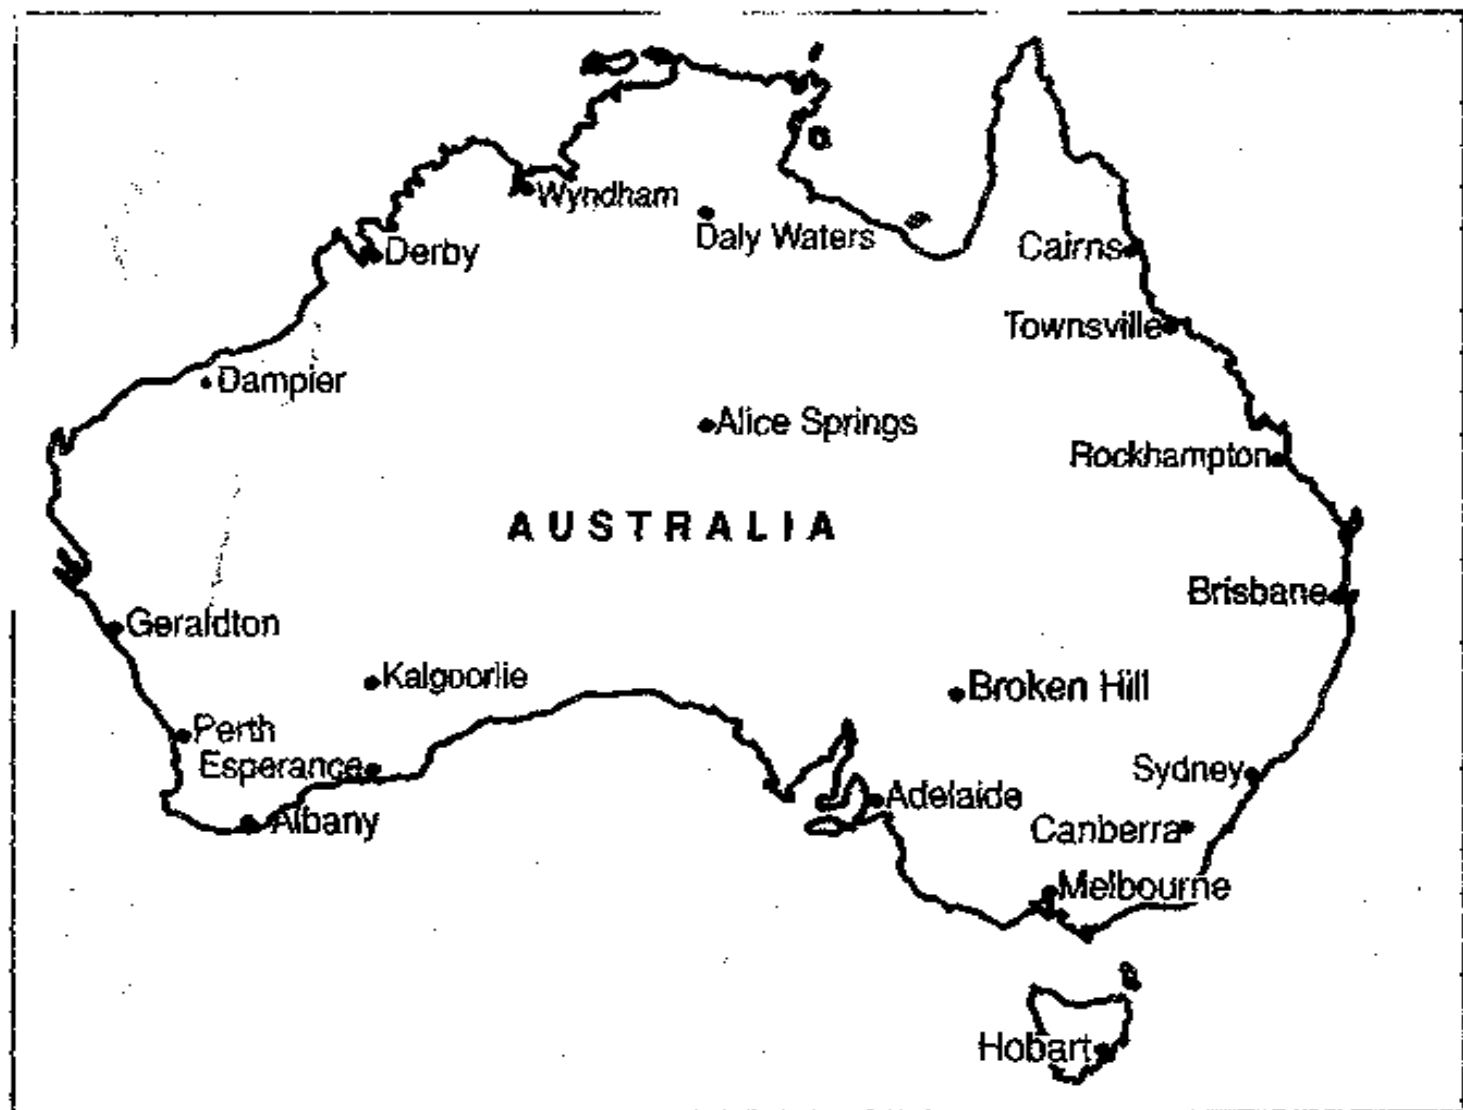 Wyndham
Daly Waters
Derby
Cairns
Townsville
Dampier
Alice Springs
Rockhampton
AUSTRALIA
Brisbane
Geraldton
Kalgoorlie
Broken Hill
Perth
Esperance
Sydney
Adelaide
Albany
Canberra
Melbourne
Hobart